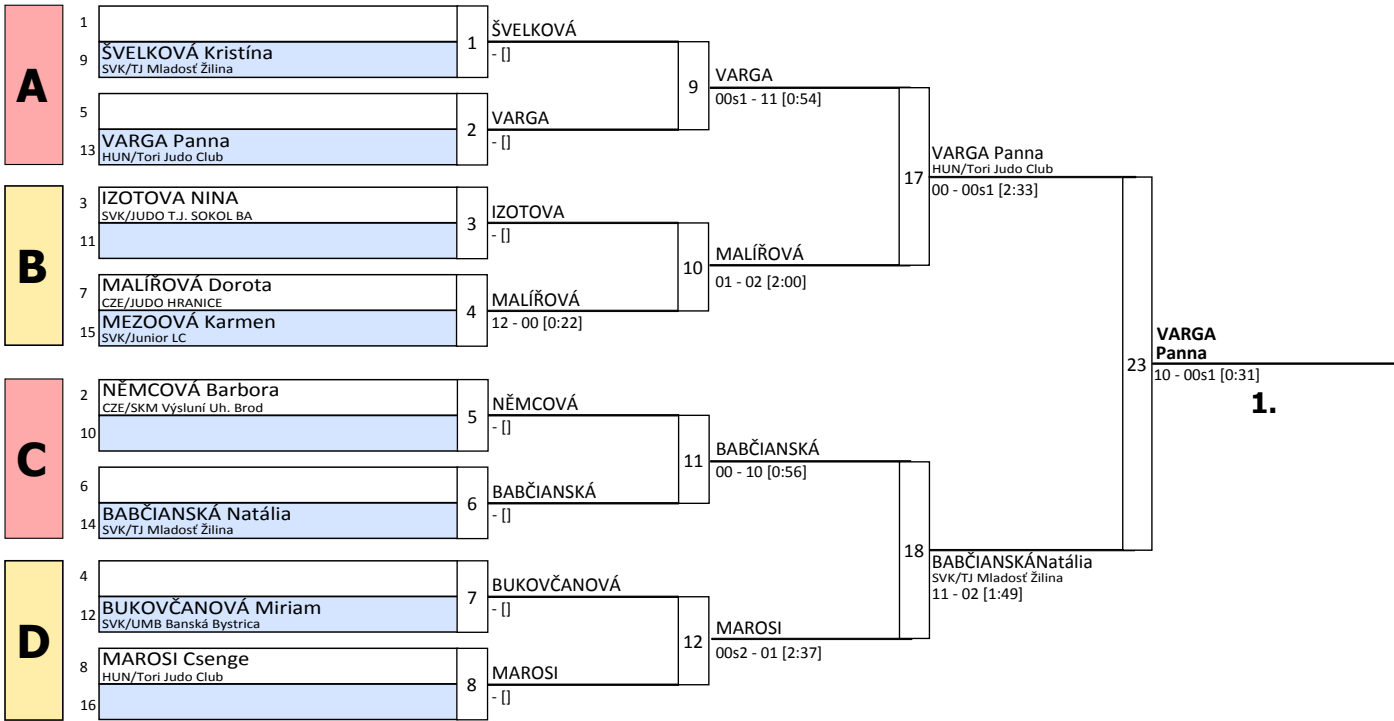 A
1
9
ŠVELKOVÁ Kristína
SVK/TJ Mladosť Žilina
1
5
13
VARGA Panna
HUN/Tori Judo Club
2
B
3
IZOTOVA NINA
SVK/JUDO T.J. SOKOL BA
11
3
7
MALÍŘOVÁ Dorota
CZE/JUDO HRANICE
15
MEZOOVÁ Karmen
SVK/Junior LC
4
C
2
NĚMCOVÁ Barbora
CZE/SKM Výsluní Uh. Brod
10
5
6
14
BABČIANSKÁ Natália
SVK/TJ Mladosť Žilina
6
D
4
12
BUKOVČANOVÁ Miriam
SVK/UMB Banská Bystrica
7
8
MAROSI Csenge
HUN/Tori Judo Club
16
8
ŠVELKOVÁ
- []
VARGA
- []
9
IZOTOVA
- []
MALÍŘOVÁ
12 - 00 [0:22]
10
NĚMCOVÁ
- []
BABČIANSKÁ
- []
11
BUKOVČANOVÁ
- []
MAROSI
- []
12
VARGA
00s1 - 11 [0:54]
MALÍŘOVÁ
01 - 02 [2:00]
17
BABČIANSKÁ
00 - 10 [0:56]
MAROSI
00s2 - 01 [2:37]
18
VARGA Panna
HUN/Tori Judo Club
00 - 00s1 [2:33]
BABČIANSKÁNatália
SVK/TJ Mladosť Žilina
11 - 02 [1:49]
23
VARGA
Panna
10 - 00s1 [0:31]
1.